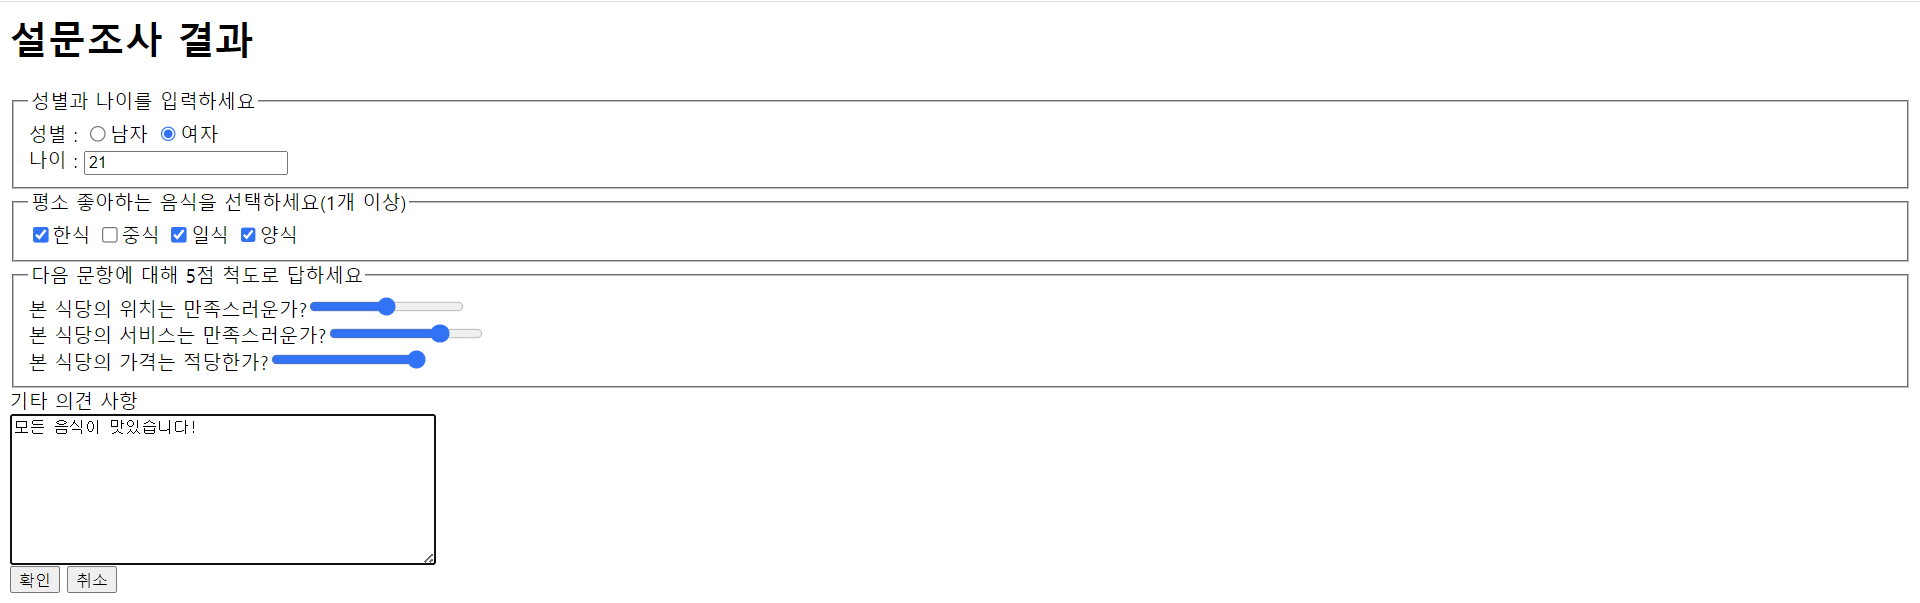 설문조사 결과
성별과 나이를 입력하세요
성별 : 남자 여자
나이 : 21
평소 좋아하는 음식을 선택하세요(1개 이상)
한식 중식 일식 양식
다음 문항에 대해 5점 척도로 답하세요
본 식당의 위치는 만족스러운가?
본 식당의 서비스는 만족스러운가?
본 식당의 가격는 적당한가?
기타 의견 사항
모든 음식이 맛있습니다!
확인 취소